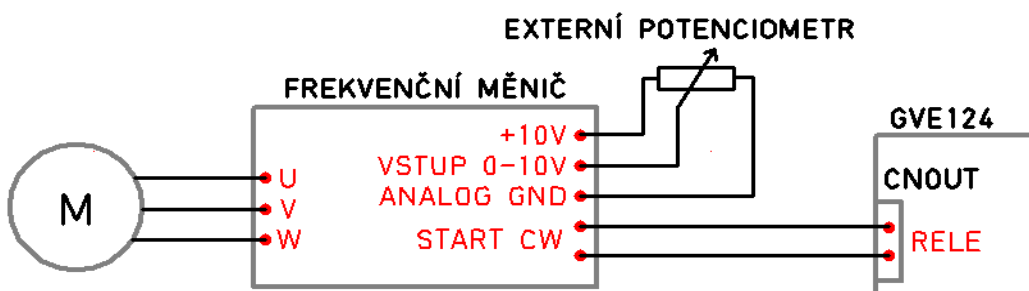 EXTERNÍ POTENCIOMETR
FREKVENČNÍ MĚNIČ
GVE124
+10V
VSTUP 0-10V
ANALOG GND
START CW
U
V
W
M
CNOUT
RELE